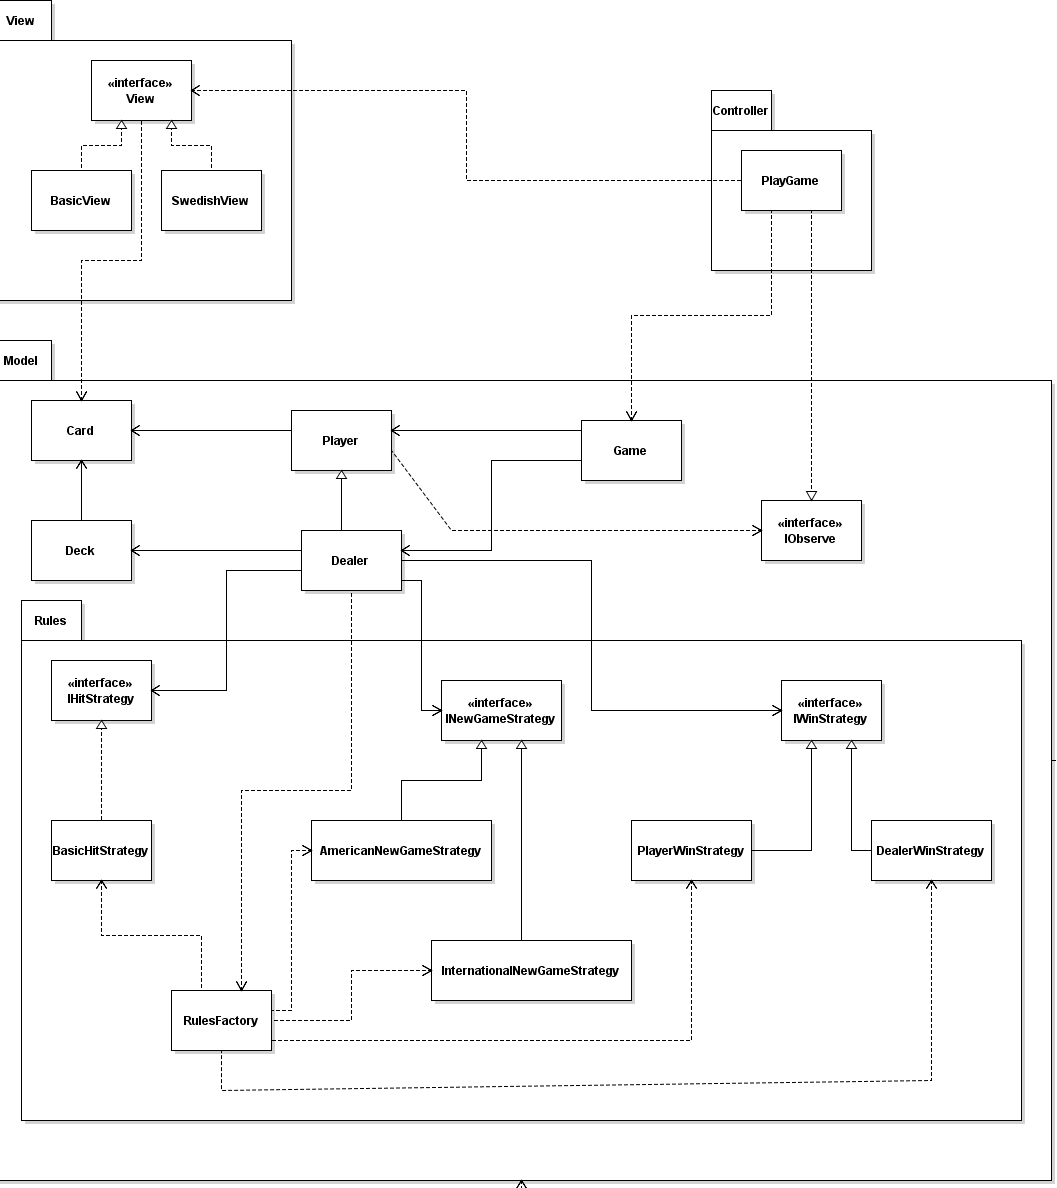 View
«interface»
View
Controller
PlayGame
BasicView
SwedishView
Model
Card
Player
Game
«interface»
IObserve
Deck
Dealer
Rules
«interface»
IHitStrategy
«interface»
INewGameStrategy
«interface»
IWinStrategy
BasicHitStrategy
AmericanNewGameStrategy
PlayerWinStrategy
DealerWinStrategy
InternationalNewGameStrategy
RulesFactory